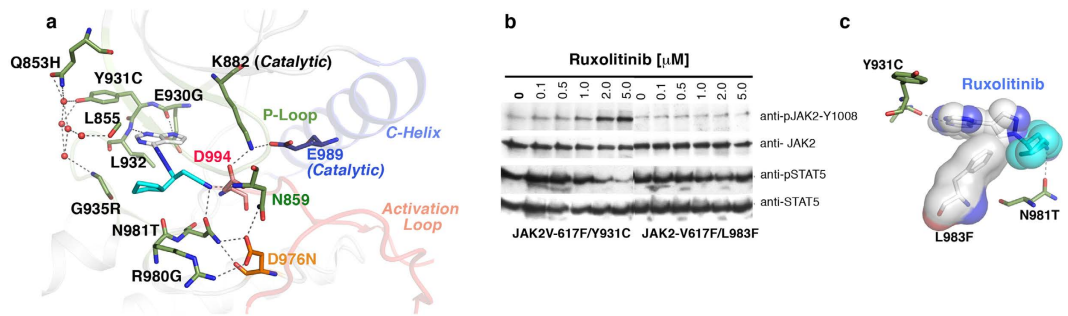 a
Q853H
Y931C
L855
E930G
K882 (Catalytic)
P-Loop
C-Helix
L932
D994
E989
(Catalytic)
G935R
N859
N981T
Activation
Loop
R980G
D976N
b
Ruxolitinib [μM]
0 0.1 0.5 1.0 2.0 5.0 0 0.1 0.5 1.0 2.0 5.0
anti-pJAK2-Y1008
anti- JAK2
anti-pSTAT5
anti-STAT5
JAK2V-617F/Y931C JAK2-V617F/L983F
c
Y931C
Ruxolitinib
N981T
L983F